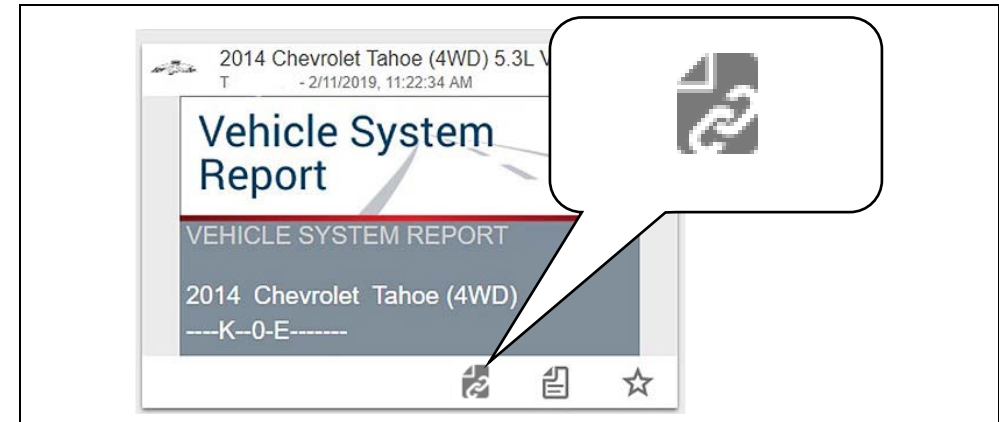 2014 Chevrolet Tahoe (4WD) 5.3L V
T - 2/11/2019, 11:22:34 AM
Vehicle System
Report
VEHICLE SYSTEM REPORT
2014 Chevrolet Tahoe (4WD)
----K--0-E-------